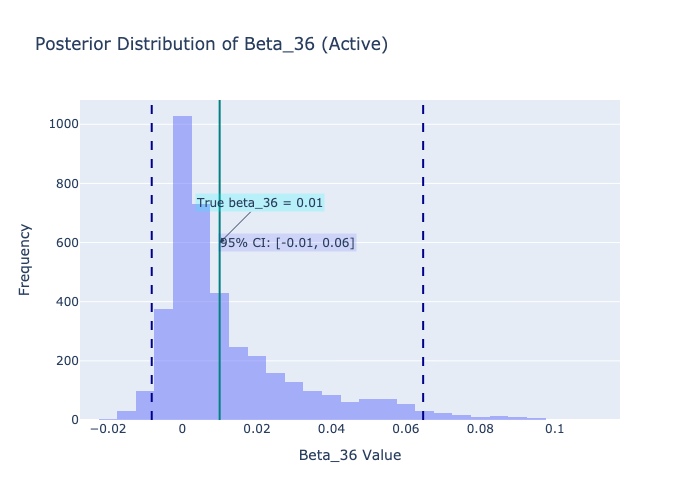 Posterior Distribution of Beta_36 (Active)
1000
800
600
400
200
0
Frequency
True beta_36 = 0.01
95% CI: [-0.01, 0.06]
−0.02
0
0.02
0.04
0.06
0.08
0.1
Beta_36 Value